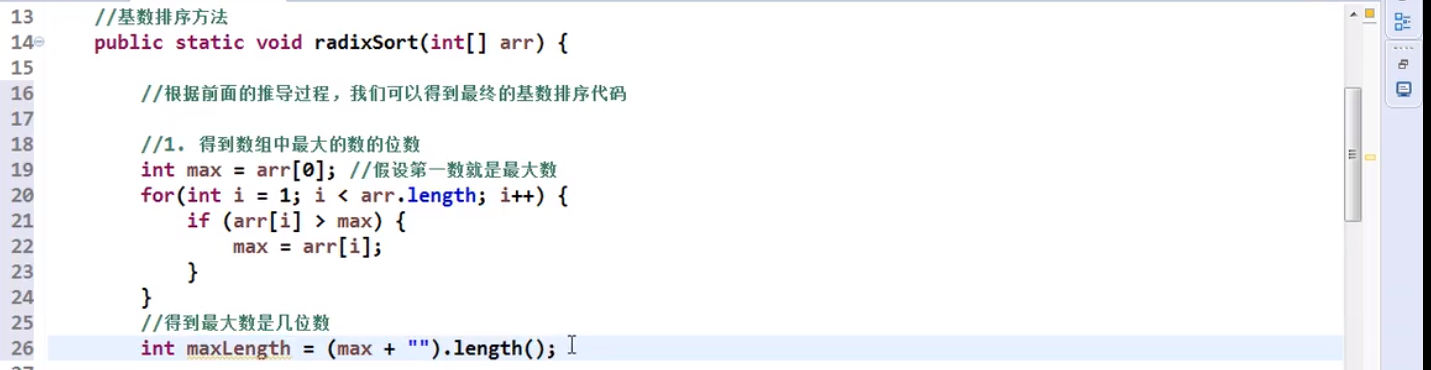 13 //基数排序方法
14 public static void radixSort(int[] arr) {
15
16 //根据前面的推导过程，我们可以得到最终的基数排序代码
17
18 //1. 得到数组中最大的数的位数
19 int max = arr[0]; //假设第一数就是最大数
20 for(int i = 1; i < arr.length; i++) {
21 if (arr[i] > max) {
22 max = arr[i];
23 }
24 }
25 //得到最大数是几位数
26 int maxLength = (max + "").length();